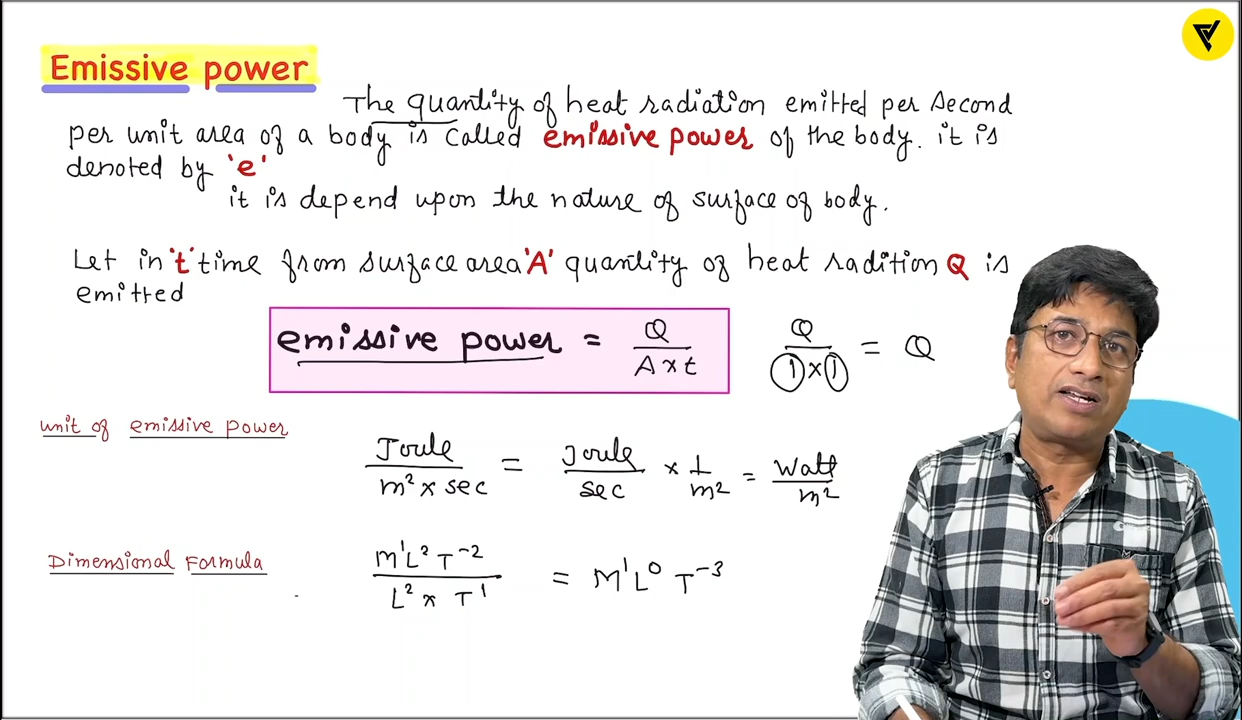 Emissive power
The quantity of heat radiation emitted per second
per unit area of a body is called emissive power of the body. it is
denoted by 'e'
it is depend upon the nature of surface of body.
Let in 't' time from surface area 'A' quantity of heat radition Q is
emitted
emissive power = Q / A × t    Q / 1 × 1 = Q
unit of emissive power
Joule / m² × sec = Joule / sec × 1 / m² = Watt / m²
Dimensional Formula
M¹L² T⁻² / L² × T¹ = M¹L⁰ T⁻³